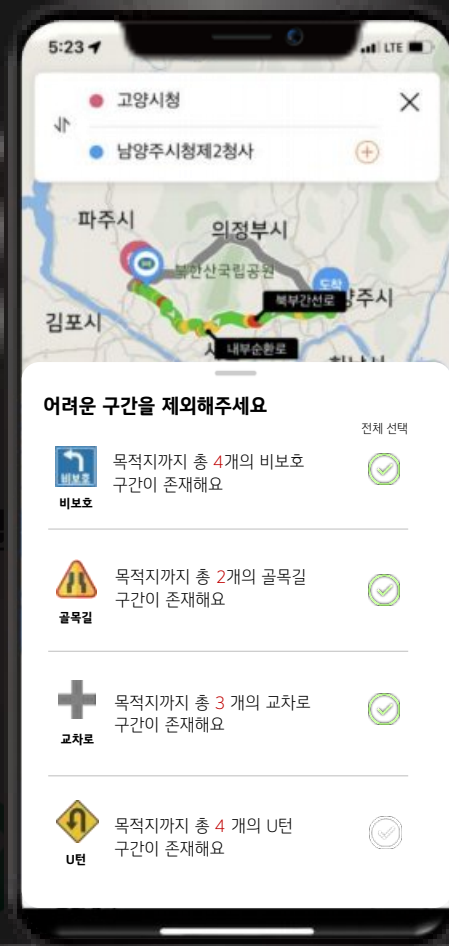 5:23
LTE
고양시청
남양주시청제2청사
파주시
의정부시
북한산국립공원
도착
북부간선로
김포시
내부순환로
어려운 구간을 제외해주세요
전체 선택
목적지까지 총 4개의 비보호
구간이 존재해요
비보호
비보호
목적지까지 총 2개의 골목길
구간이 존재해요
골목길
목적지까지 총 3 개의 교차로
구간이 존재해요
교차로
목적지까지 총 4 개의 U턴
구간이 존재해요
U턴